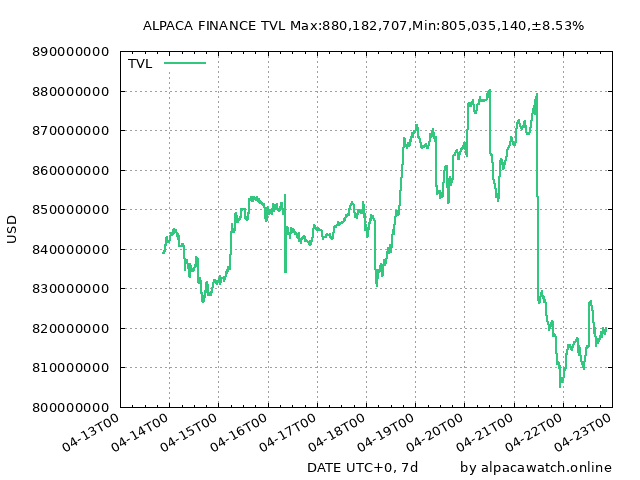 ALPACA FINANCE TVL Max:880,182,707,Min:805,035,140,±8.53%
890000000
TVL
880000000
870000000
860000000
850000000
USD
840000000
830000000
820000000
810000000
800000000
04-13T00 04-14T00 04-15T00 04-16T00 04-17T00 04-18T00 04-19T00 04-20T00 04-21T00 04-22T00 04-23T00
DATE UTC+0, 7d by alpacawatch.online